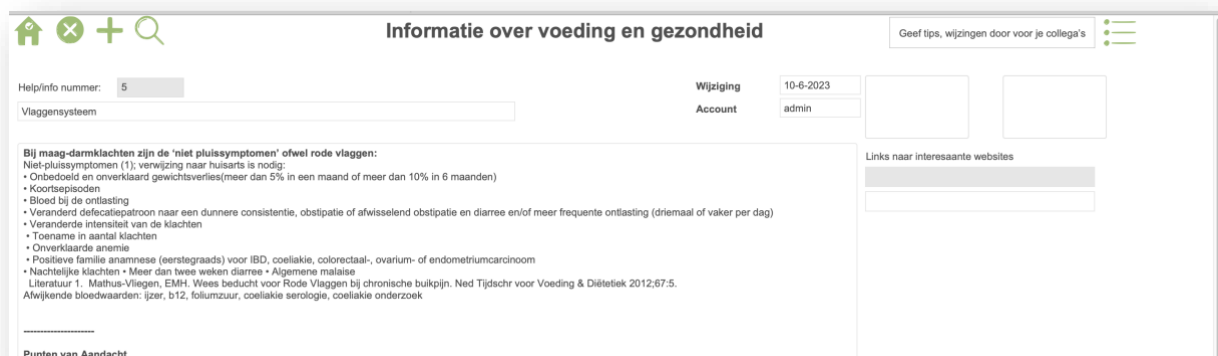 Informatie over voeding en gezondheid
Geef tips, wijzingen door voor je collega's
Help/info nummer: 5
Wijziging 10-6-2023
Vlaggensysteem
Account admin
Bij maag-darmklachten zijn de 'niet pluissymptomen' ofwel rode vlaggen:
Niet-pluissymptomen (1); verwijzing naar huisarts is nodig:
• Onbedoeld en onverklaard gewichtsverlies(meer dan 5% in een maand of meer dan 10% in 6 maanden)
• Koortsepisoden
• Bloed bij de ontlasting
• Veranderd defecatiepatroon naar een dunnere consistentie, obstipatie of afwisselend obstipatie en diarree en/of meer frequente ontlasting (driemaal of vaker per dag)
• Veranderde intensiteit van de klachten
• Toename in aantal klachten
• Onverklaarde anemie
• Positieve familie anamnese (eerstegraads) voor IBD, coeliakie, colorectaal-, ovarium- of endometriumcarcinoom
• Nachtelijke klachten • Meer dan twee weken diarree • Algemene malaise
Literatuur 1. Mathus-Vliegen, EMH. Wees beducht voor Rode Vlaggen bij chronische buikpijn. Ned Tijdschr voor Voeding & Diëtetiek 2012;67:5.
Afwijkende bloedwaarden: ijzer, b12, foliumzuur, coeliakie serologie, coeliakie onderzoek
---------------------
Punten van Aandacht
Links naar interesaante websites